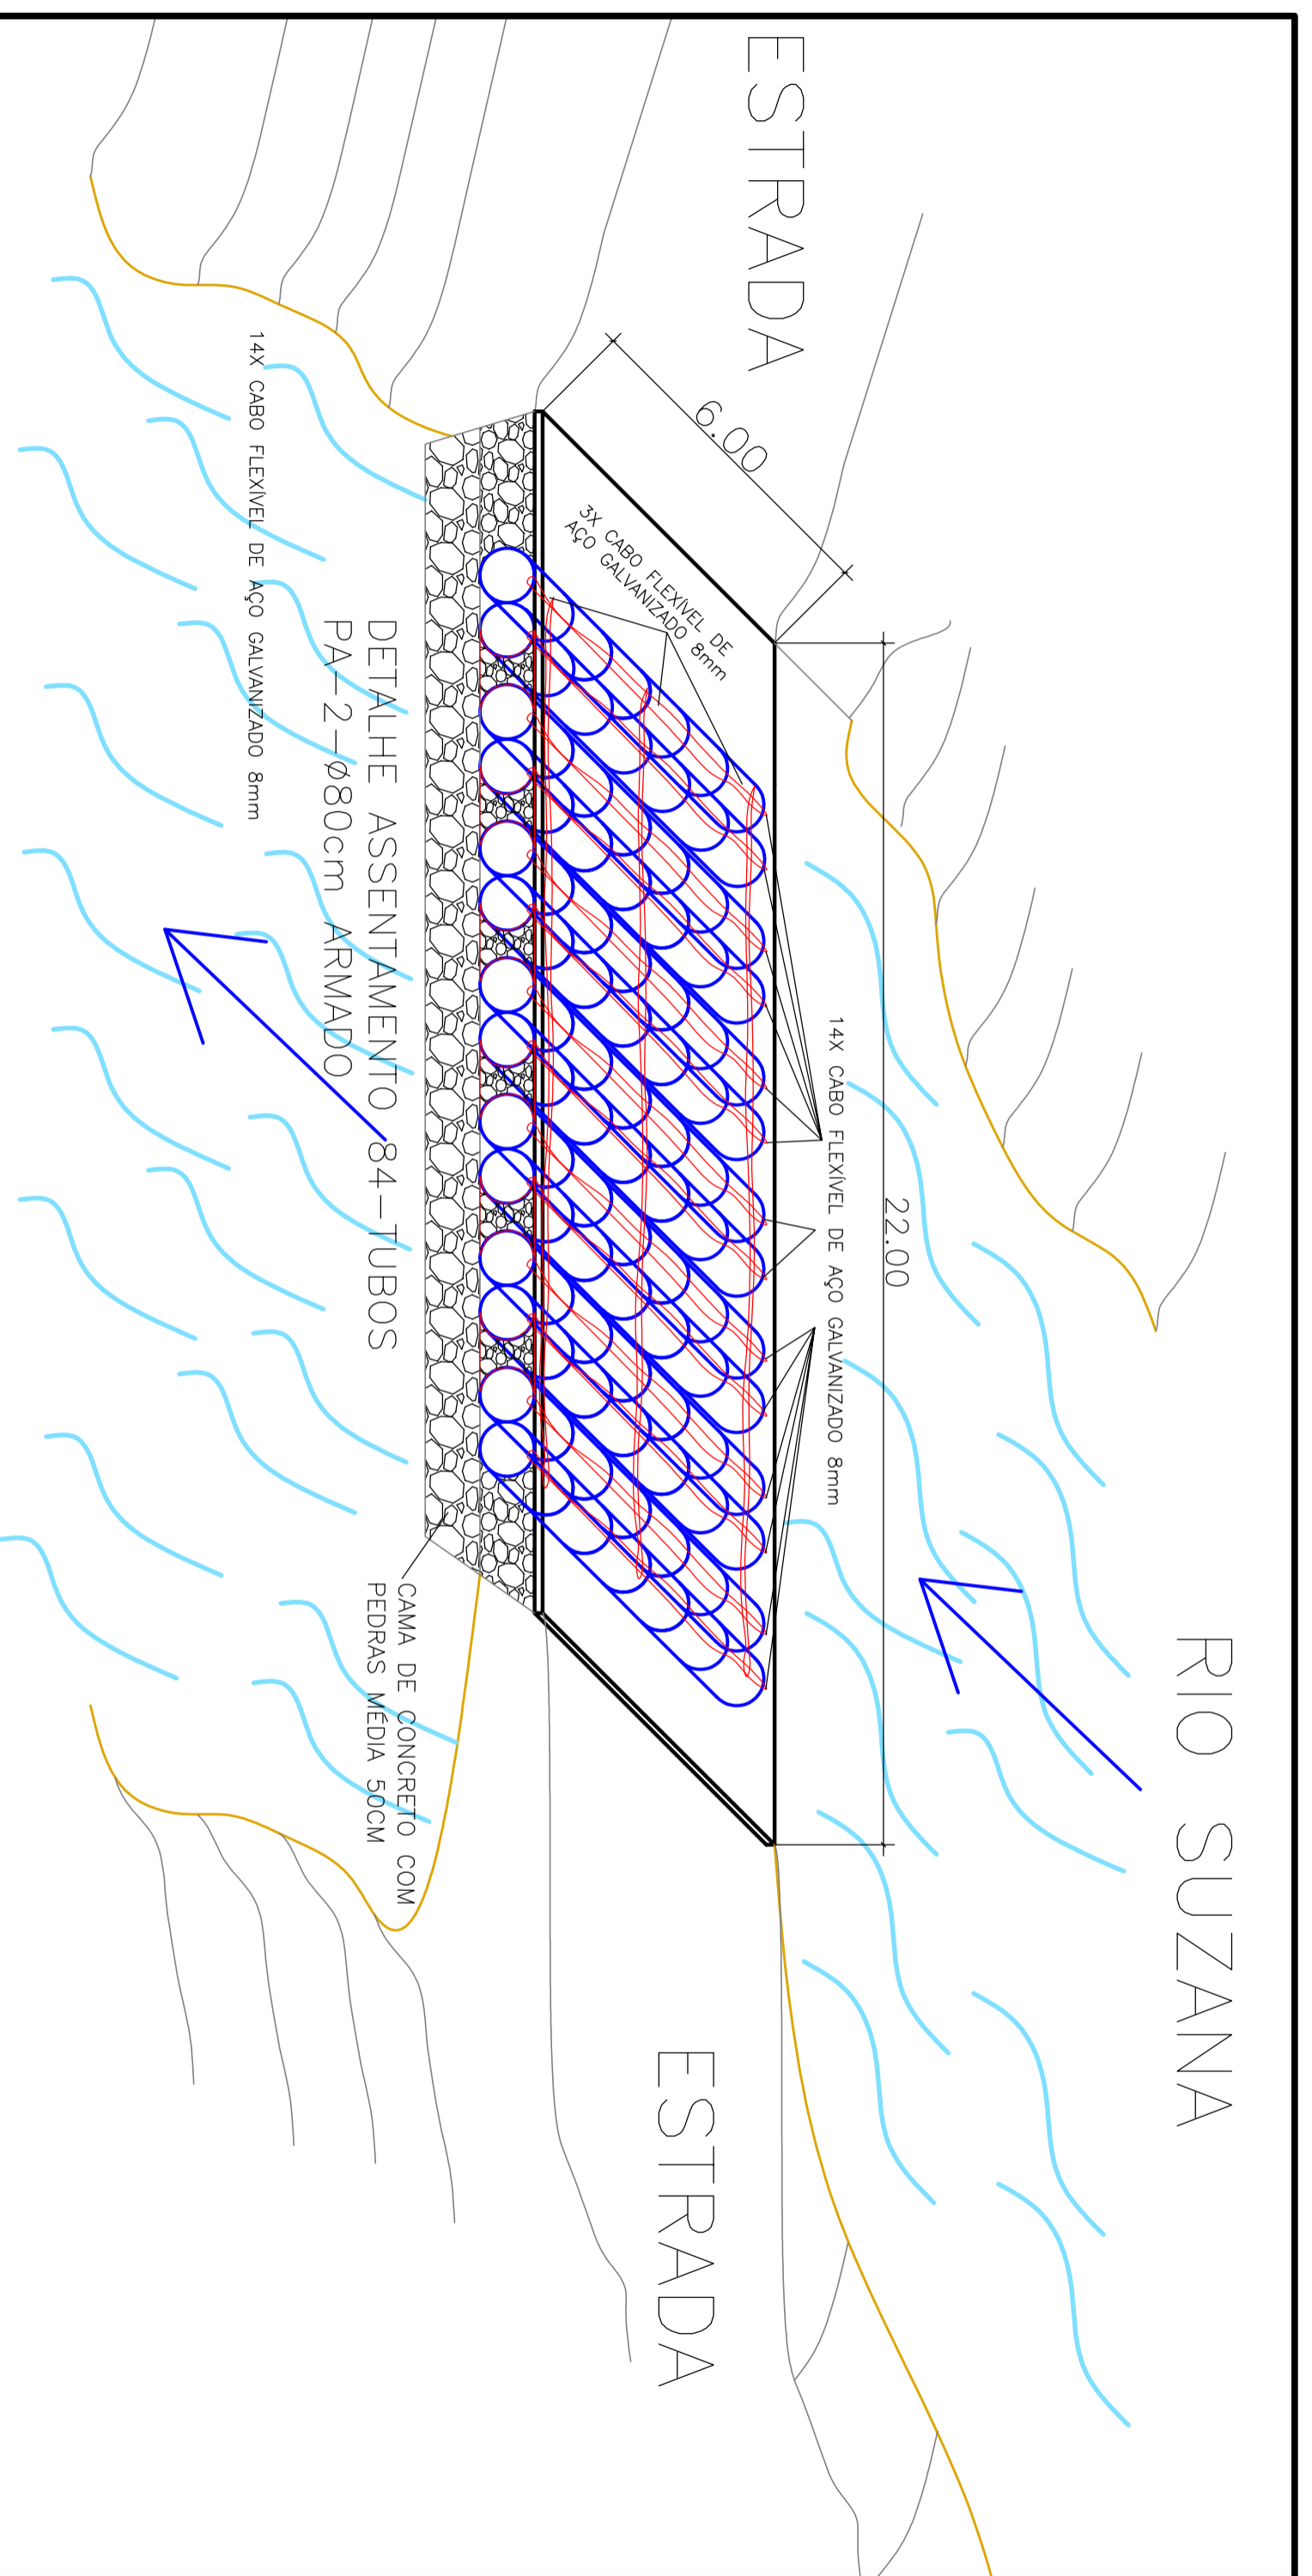 RIO SUZANA
ESTRADA
22.00
14X CABO FLEXÍVEL DE AÇO GALVANIZADO 8mm
6.00
3X CABO FLEXÍVEL DE
AÇO GALVANIZADO 8mm
ESTRADA
DETALHE ASSENTAMENTO 84-TUBOS
PA-2-Ø80cm ARMADO
CAMA DE CONCRETO COM
PEDRAS MÉDIA 50CM
14X CABO FLEXÍVEL DE AÇO GALVANIZADO 8mm